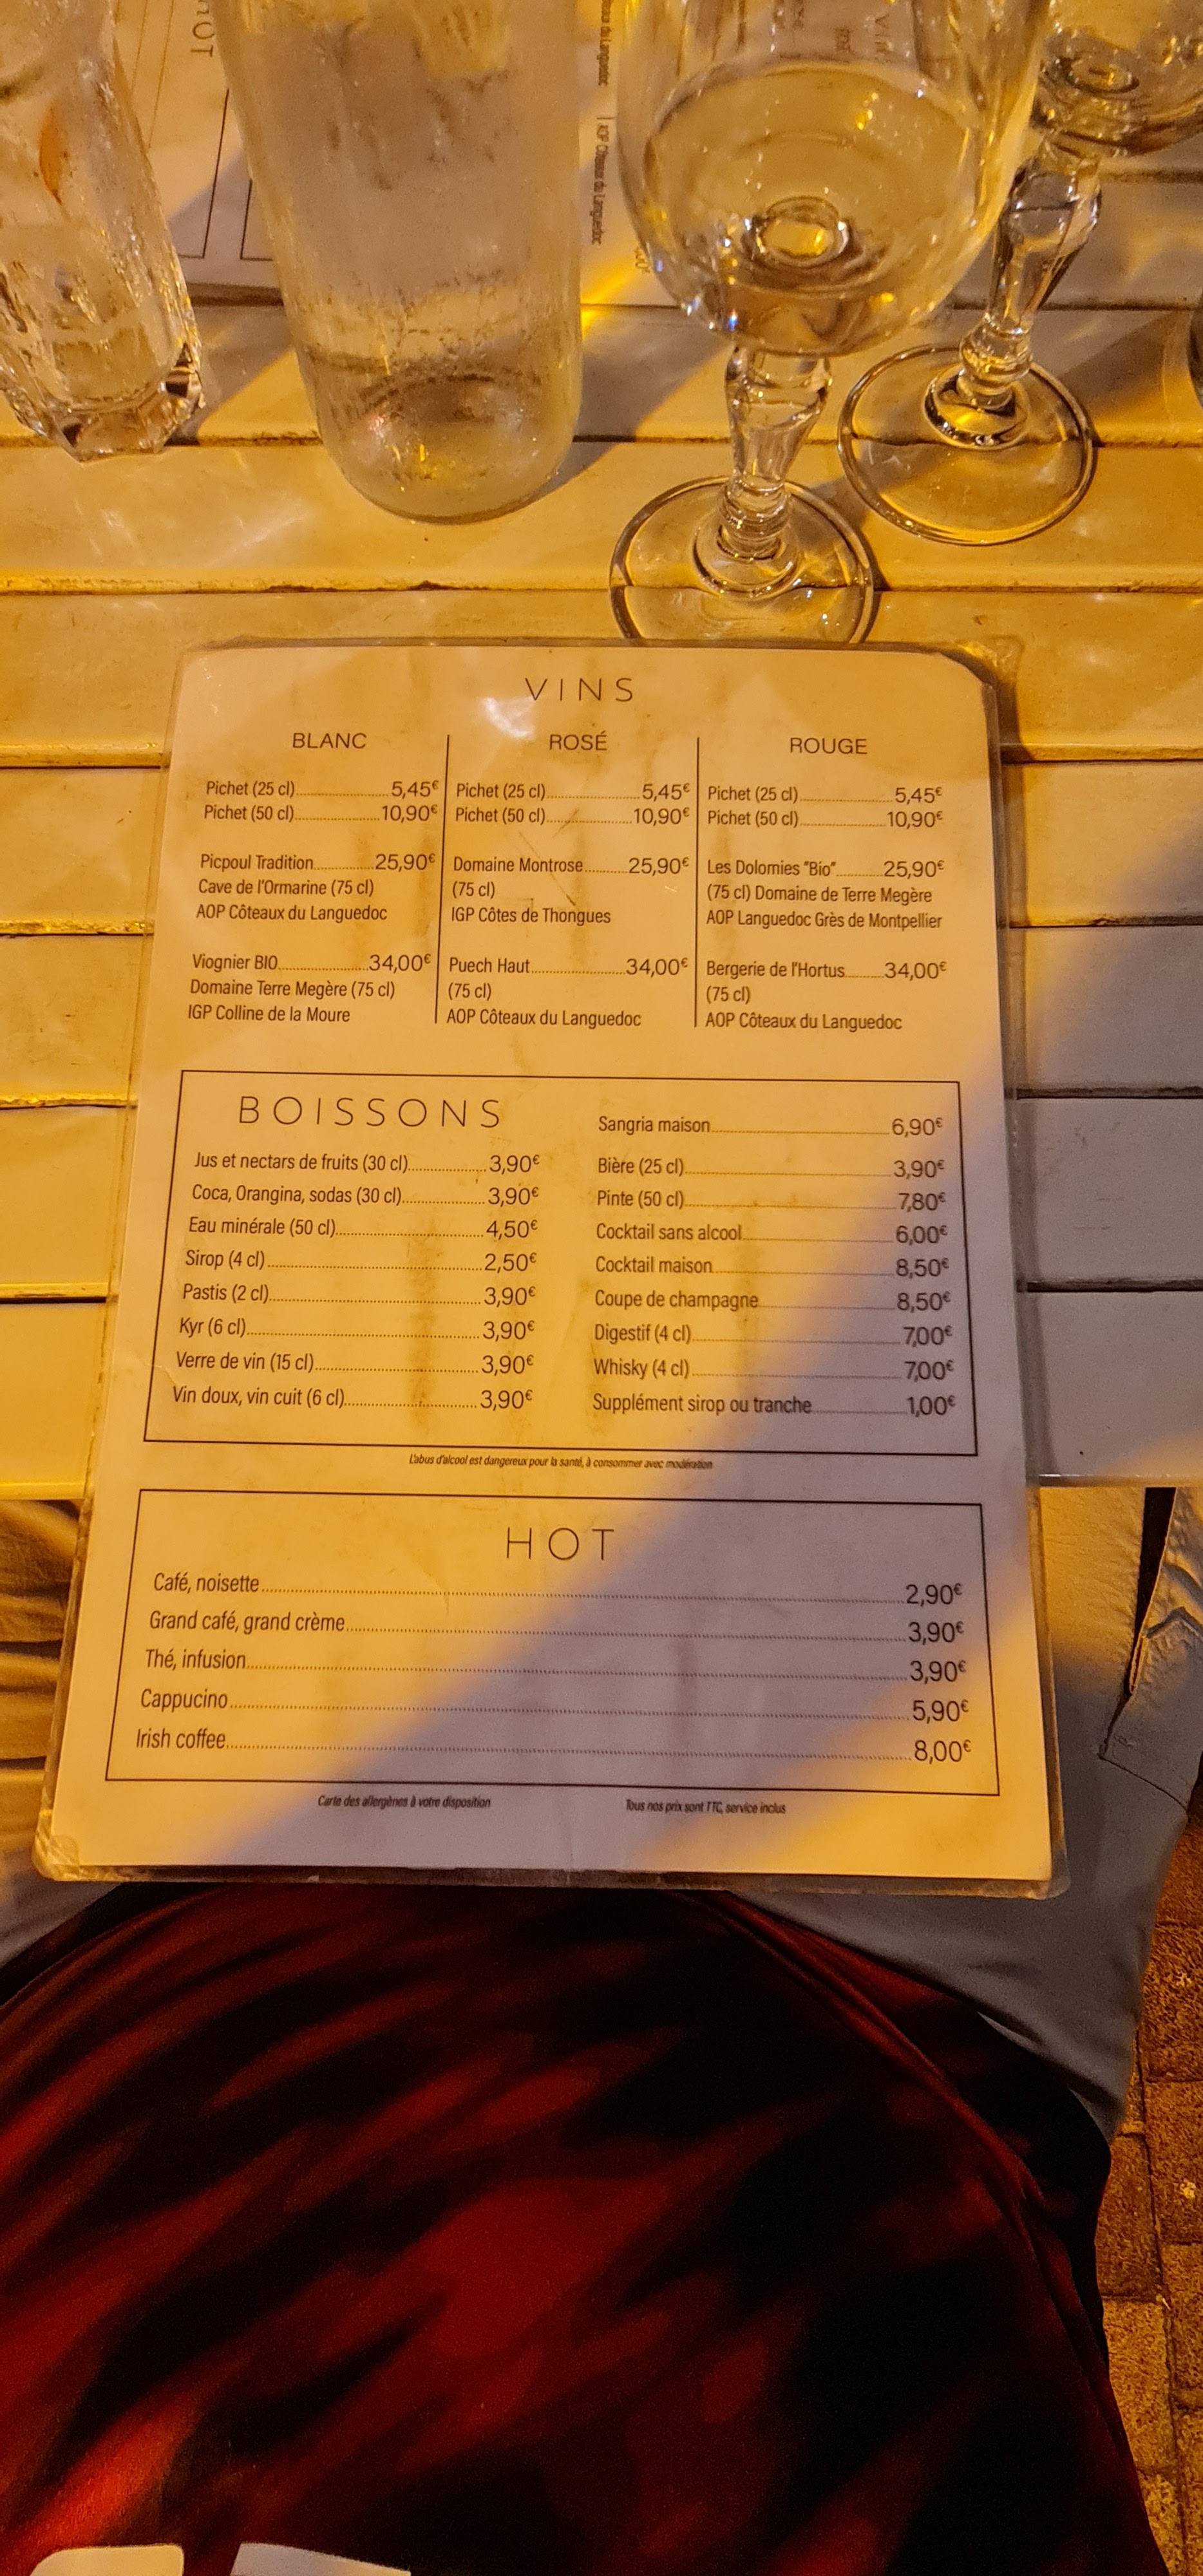 HOT
AOP Côteaux du Languedoc
VINS
BLANC
Pichet (25 cl)....................5,45€
Pichet (50 cl)....................10,90€
Picpoul Tradition...............25,90€
Cave de l'Ormarine (75 cl)
AOP Côteaux du Languedoc
Viognier BIO......................34,00€
Domaine Terre Megère (75 cl)
IGP Colline de la Moure
ROSÉ
Pichet (25 cl)....................5,45€
Pichet (50 cl)....................10,90€
Domaine Montrose..........25,90€
(75 cl)
IGP Côtes de Thongues
Puech Haut......................34,00€
(75 cl)
AOP Côteaux du Languedoc
ROUGE
Pichet (25 cl)....................5,45€
Pichet (50 cl)....................10,90€
Les Dolomies "Bio"..........25,90€
(75 cl) Domaine de Terre Megère
AOP Languedoc Grès de Montpellier
Bergerie de l'Hortus.........34,00€
(75 cl)
AOP Côteaux du Languedoc
BOISSONS
Jus et nectars de fruits (30 cl)..................3,90€
Coca, Orangina, sodas (30 cl)..................3,90€
Eau minérale (50 cl)..................4,50€
Sirop (4 cl)..................2,50€
Pastis (2 cl)..................3,90€
Kyr (6 cl)..................3,90€
Verre de vin (15 cl)..................3,90€
Vin doux, vin cuit (6 cl)..................3,90€
Sangria maison..................6,90€
Bière (25 cl)..................3,90€
Pinte (50 cl)..................7,80€
Cocktail sans alcool..................6,00€
Cocktail maison..................8,50€
Coupe de champagne..................8,50€
Digestif (4 cl)..................7,00€
Whisky (4 cl)..................7,00€
Supplément sirop ou tranche..................1,00€
L'abus d'alcool est dangereux pour la santé, à consommer avec modération
HOT
Café, noisette..................2,90€
Grand café, grand crème..................3,90€
Thé, infusion..................3,90€
Cappucino..................5,90€
Irish coffee..................8,00€
Carte des allergènes à votre disposition
Tous nos prix sont TTC, service inclus